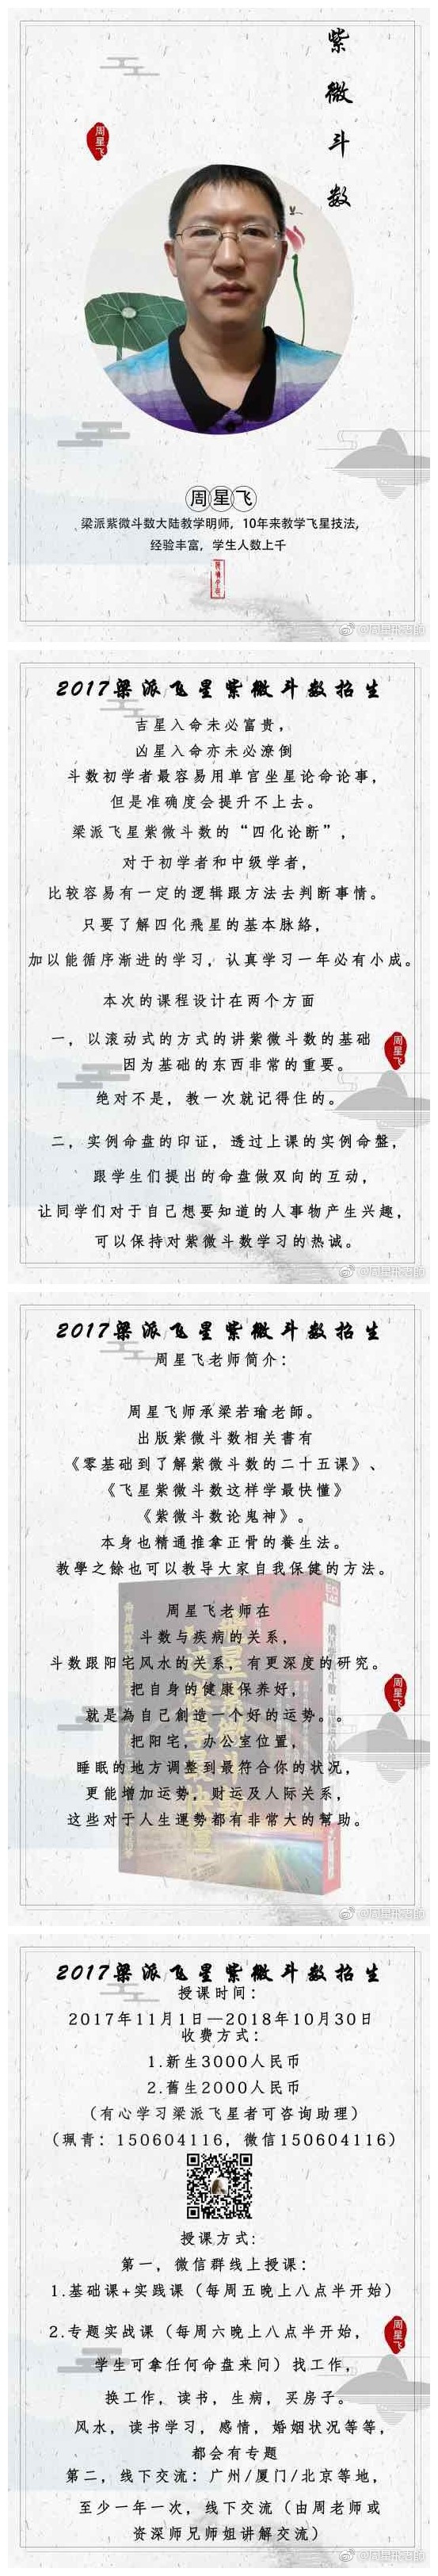 紫
微
斗
数
周星飞
周星飞
梁派紫微斗数大陆教学明师，10年来教学飞星技法，
经验丰富，学生人数上千
@周星飛老師
2017梁派飞星紫微斗数招生
吉星入命未必富贵，
凶星入命亦未必潦倒
斗数初学者最容易用单宫坐星论命论事，
但是准确度会提升不上去。
梁派飞星紫微斗数的“四化论断”，
对于初学者和中级学者，
比较容易有一定的逻辑跟方法去判断事情。
只要了解四化飛星的基本脉絡，
加以能循序渐进的学习，认真学习一年必有小成。
本次的课程设计在两个方面
一，以滚动式的方式的讲紫微斗数的基础
因为基础的东西非常的重要。
周星飞
绝对不是，教一次就记得住的。
二，实例命盘的印证，透过上课的实例命盤，
跟学生们提出的命盘做双向的互动，
让同学们对于自己想要知道的人事物产生兴趣，
可以保持对紫微斗数学习的热诚。
@周星飛老師
2017梁派飞星紫微斗数招生
周星飞老师简介：
周星飞师承梁若瑜老師。
出版紫微斗数相关書有
《零基础到了解紫微斗数的二十五课》、
《飞星紫微斗数这样学最快懂》
《紫微斗数论鬼神》。
本身也精通推拿正骨的養生法。
教學之餘也可以教导大家自我保健的方法。
周星飞老师在
斗数与疾病的关系，
斗数跟阳宅风水的关系，有更深度的研究。
把自身的健康保养好，
周星飞
就是為自己創造一个好的运势。。
把阳宅，办公室位置，
睡眠的地方调整到最符合你的状况，
更能增加运势，财运及人际关系，
这些对于人生運勢都有非常大的幫助。
@周星飛老師
2017梁派飞星紫微斗数招生
授课时间：
2017年11月1日—2018年10月30日
收费方式：
1.新生3000人民币
2.舊生2000人民币
（有心学习梁派飞星者可咨询助理）
（珮青：150604116，微信150604116）
授课方式：
第一，微信群线上授课：
1.基础课+实践课（每周五晚上八点半开始）
2.专题实战课（每周六晚上八点半开始，
周星飞
学生可拿任何命盘来问）找工作，
换工作，读书，生病，买房子。
风水，读书学习，感情，婚姻状况等等，
都会有专题
第二，线下交流：广州/厦门/北京等地，
至少一年一次，线下交流（由周老师或
资深师兄师姐讲解交流）
@周星飛老師